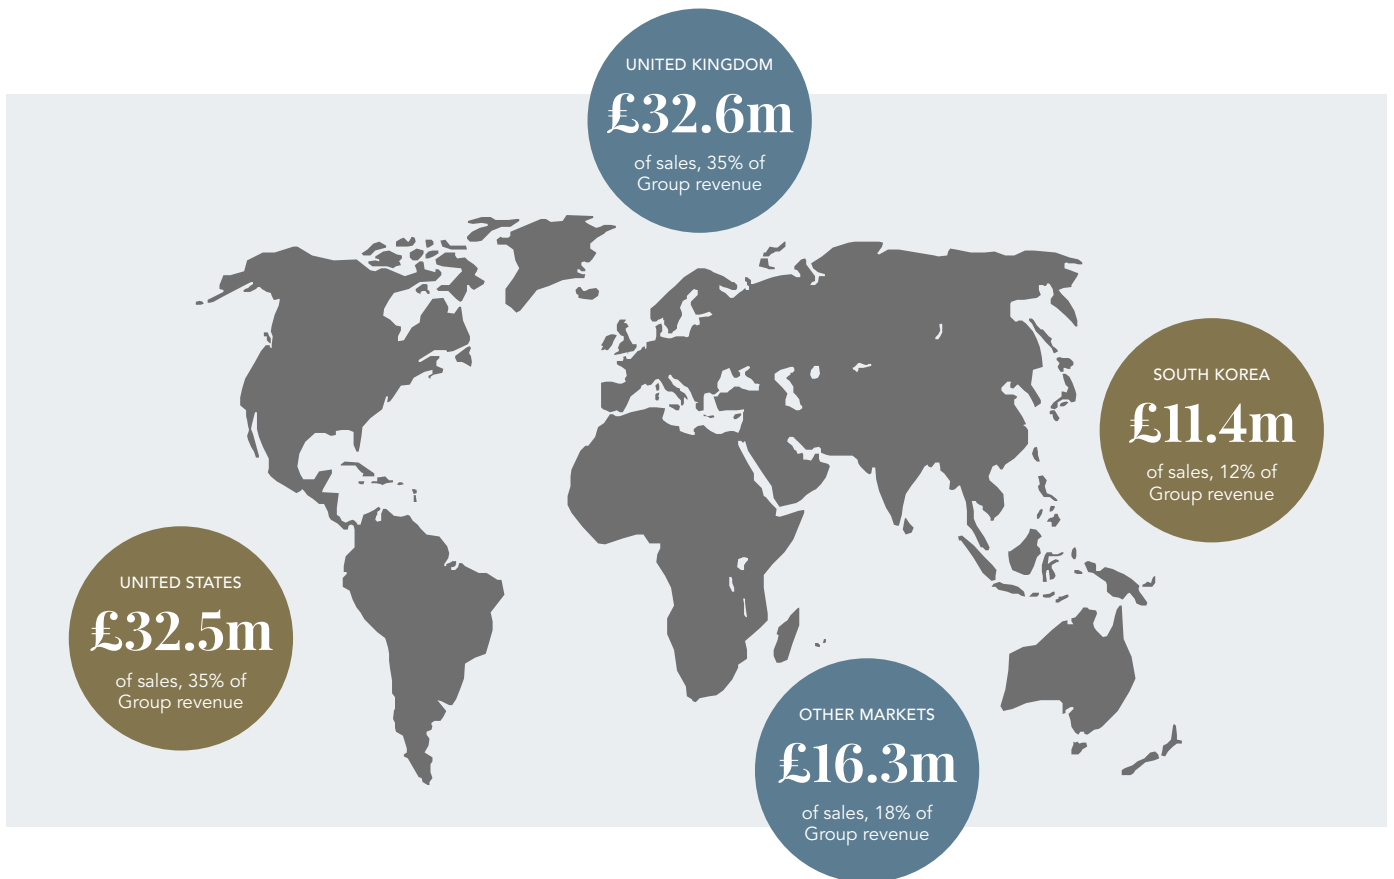 UNITED KINGDOM
£32.6m
of sales, 35% of
Group revenue
SOUTH KOREA
£11.4m
of sales, 12% of
Group revenue
UNITED STATES
£32.5m
of sales, 35% of
Group revenue
OTHER MARKETS
£16.3m
of sales, 18% of
Group revenue